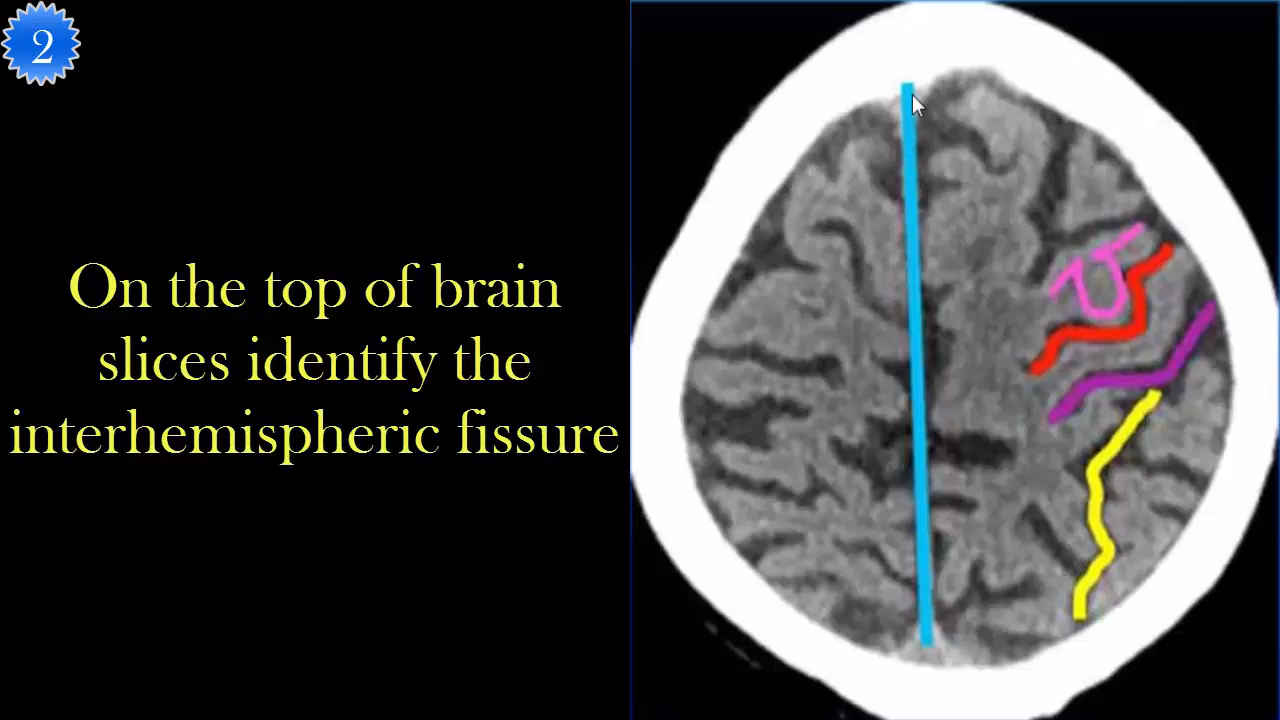 2
On the top of brain
slices identify the
interhemispheric fissure